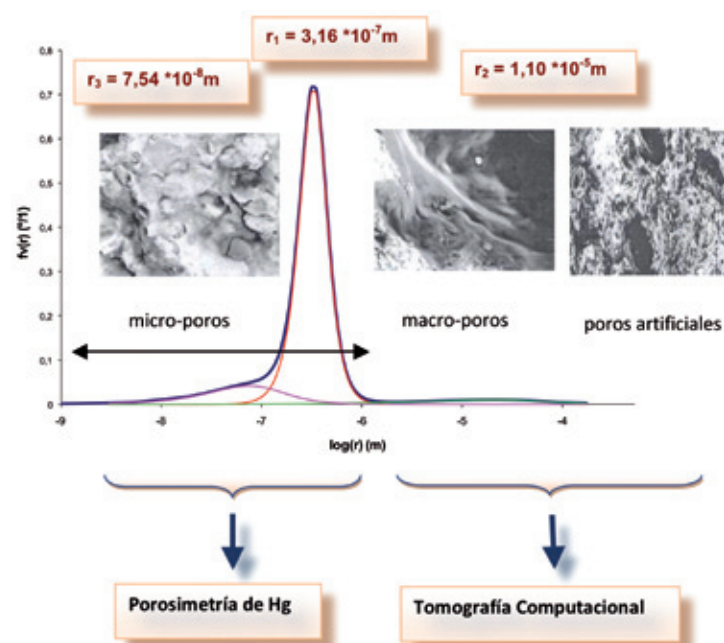 r₁ = 3,16 *10⁻⁷m
r₃ = 7,54 *10⁻⁸m
r₂ = 1,10 *10⁻⁵m
0,8
0,7
0,6
0,5
0,4
0,3
0,2
0,1
0
micro-poros
macro-poros
poros artificiales
-9
-8
-7
-6
-5
-4
log(r) (m)
Porosimetría de Hg
Tomografía Computacional